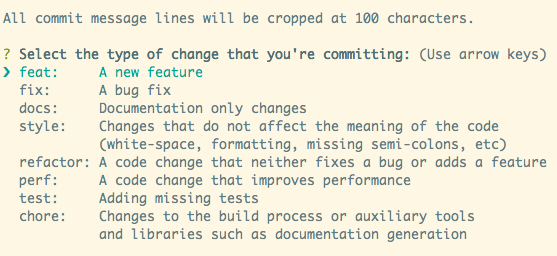 All commit message lines will be cropped at 100 characters.
? Select the type of change that you're committing: (Use arrow keys)
❯ feat: A new feature
fix: A bug fix
docs: Documentation only changes
style: Changes that do not affect the meaning of the code
(white-space, formatting, missing semi-colons, etc)
refactor: A code change that neither fixes a bug or adds a feature
perf: A code change that improves performance
test: Adding missing tests
chore: Changes to the build process or auxiliary tools
and libraries such as documentation generation